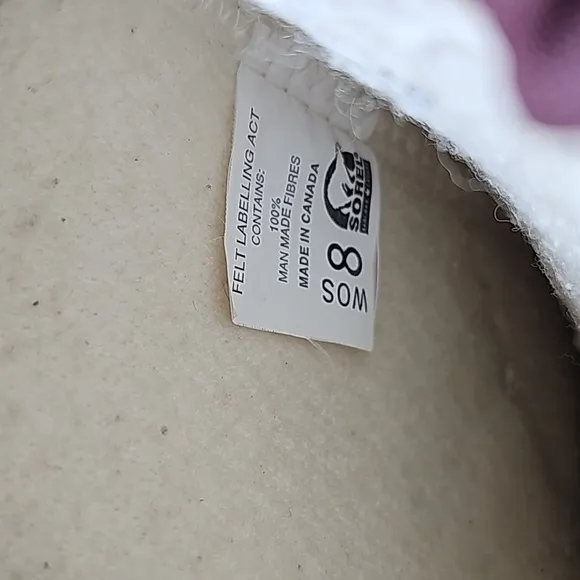 FELT LABELLING ACT
CONTAINS:
100%
MAN MADE FIBRES
MADE IN CANADA
SOREL
WOS
8